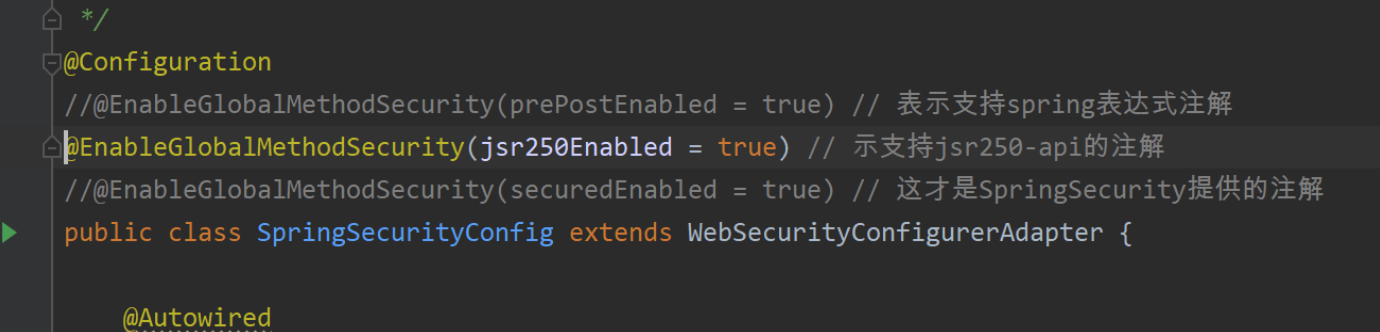 */
@Configuration
//@EnableGlobalMethodSecurity(prePostEnabled = true) // 表示支持spring表达式注解
@EnableGlobalMethodSecurity(jsr250Enabled = true) // 示支持jsr250-api的注解
//@EnableGlobalMethodSecurity(securedEnabled = true) // 这才是SpringSecurity提供的注解
public class SpringSecurityConfig extends WebSecurityConfigurerAdapter {
@Autowired